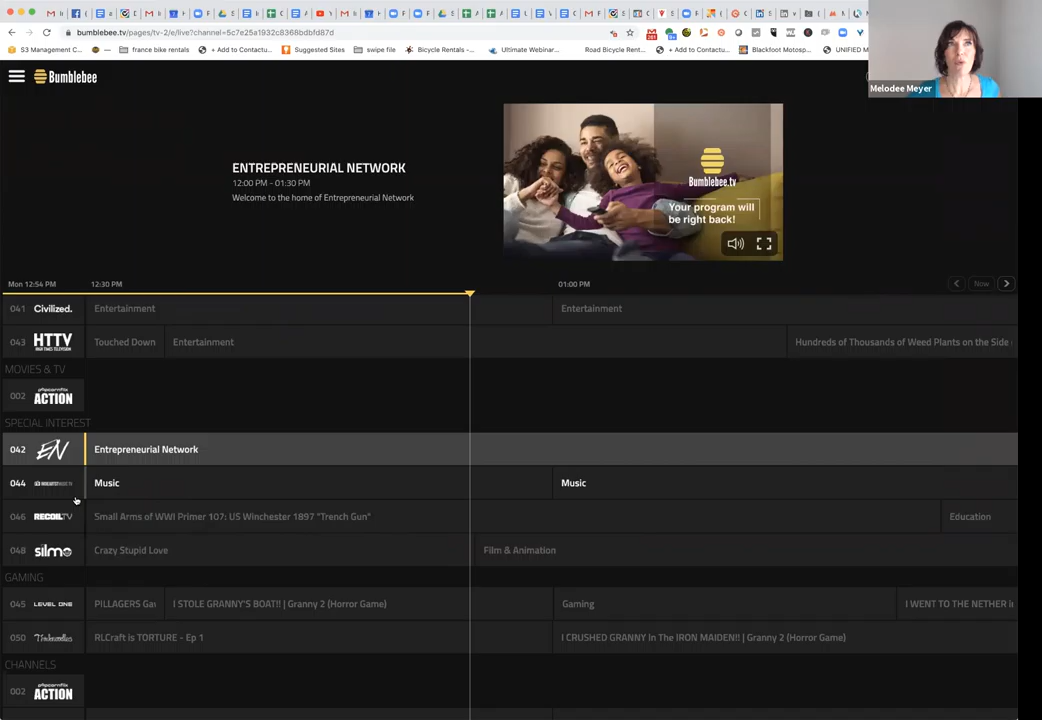 bumblebee.tv/pages/tv-2/e/live?channel=5c7e25a1932c8368bdbfd87d
S3 Management C...
france bike rentals
+ Add to Contactu...
Suggested Sites
swipe file
Bicycle Rentals -...
Ultimate Webinar...
Road Bicycle Rent...
+ Add to Contactu...
Blackfoot Motosp...
UNIFIED M
Melodee Meyer
Bumblebee
ENTREPRENEURIAL NETWORK
12:00 PM - 01:30 PM
Welcome to the home of Entrepreneurial Network
Bumblebee.tv
Your program will
be right back!
Mon 12:54 PM 12:30 PM 01:00 PM Now
041 Civilized. Entertainment Entertainment
043 HTTV Touched Down Entertainment Hundreds of Thousands of Weed Plants on the Side
MOVIES & TV
002 popcornflix ACTION
SPECIAL INTEREST
042 EN Entrepreneurial Network
044 Music Music
046 RECOILTV Small Arms of WWI Primer 107: US Winchester 1897 "Trench Gun" Education
048 silmo Crazy Stupid Love Film & Animation
GAMING
045 LEVEL ONE PILLAGERS Ga I STOLE GRANNY'S BOAT!! | Granny 2 (Horror Game) Gaming I WENT TO THE NETHER
050 RLCraft is TORTURE - Ep 1 I CRUSHED GRANNY In The IRON MAIDEN!! | Granny 2 (Horror Game)
CHANNELS
002 popcornflix ACTION